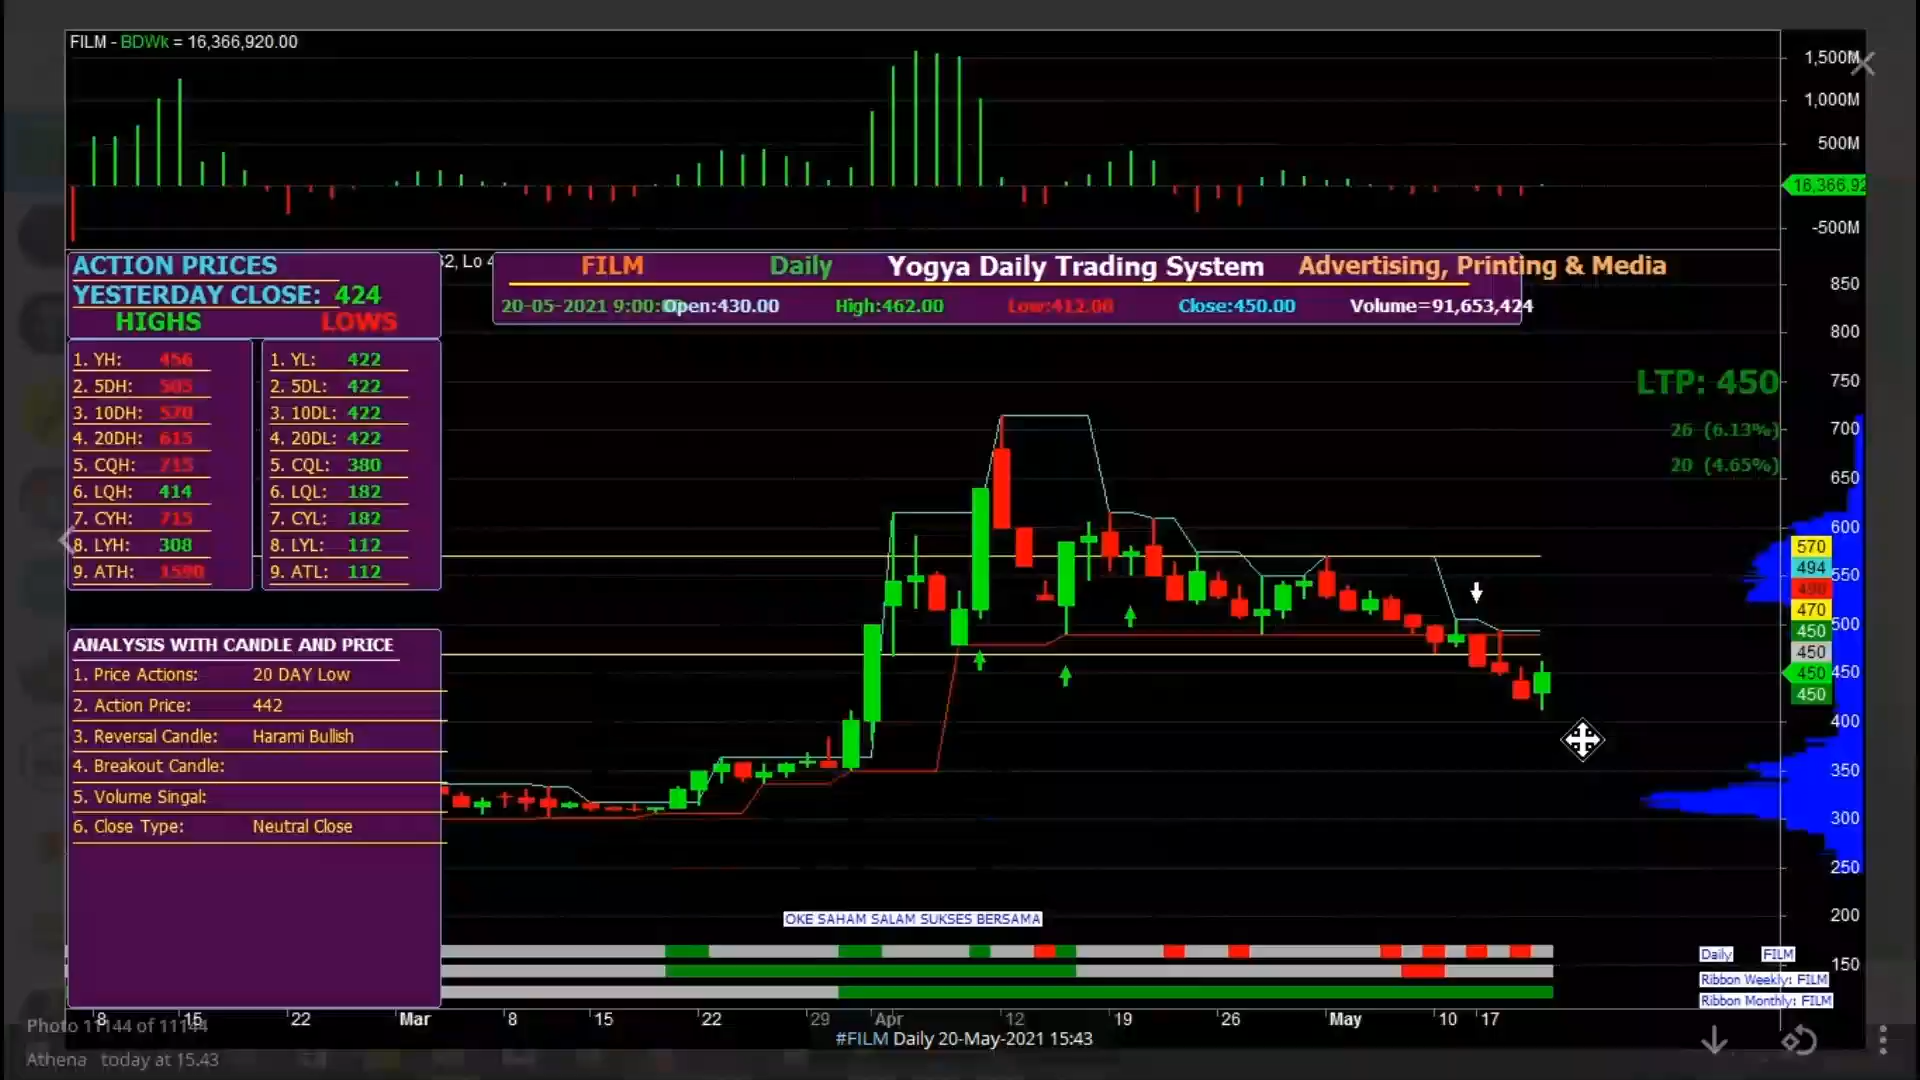 FILM - BDWk = 16,366,920.00
1,500M
1,000M
500M
16,366,92
-500M
ACTION PRICES
YESTERDAY CLOSE: 424
HIGHS LOWS
1. YH: 456 1. YL: 422
2. 5DH: 505 2. 5DL: 422
3. 10DH: 570 3. 10DL: 422
4. 20DH: 615 4. 20DL: 422
5. CQH: 715 5. CQL: 380
6. LQH: 414 6. LQL: 182
7. CYH: 715 7. CYL: 182
8. LYH: 308 8. LYL: 112
9. ATH: 1590 9. ATL: 112
ANALYSIS WITH CANDLE AND PRICE
1. Price Actions: 20 DAY Low
2. Action Price: 442
3. Reversal Candle: Harami Bullish
4. Breakout Candle:
5. Volume Singal:
6. Close Type: Neutral Close
FILM Daily Yogya Daily Trading System Advertising, Printing & Media
20-05-2021 9:00: Open:430.00 High:462.00 Low:412.00 Close:450.00 Volume=91,653,424
LTP: 450
26 (6.13%)
20 (4.65%)
850
800
750
700
650
600
570
494
550
490
470
500
450
450
450 450
450
400
350
300
250
200
150
OKE SAHAM SALAM SUKSES BERSAMA
Daily FILM
Ribbon Weekly: FILM
Ribbon Monthly: FILM
8 15 22 Mar 8 15 22 29 Apr 12 19 26 May 10 17
#FILM Daily 20-May-2021 15:43
Photo 11144 of 11144
Athena today at 15.43